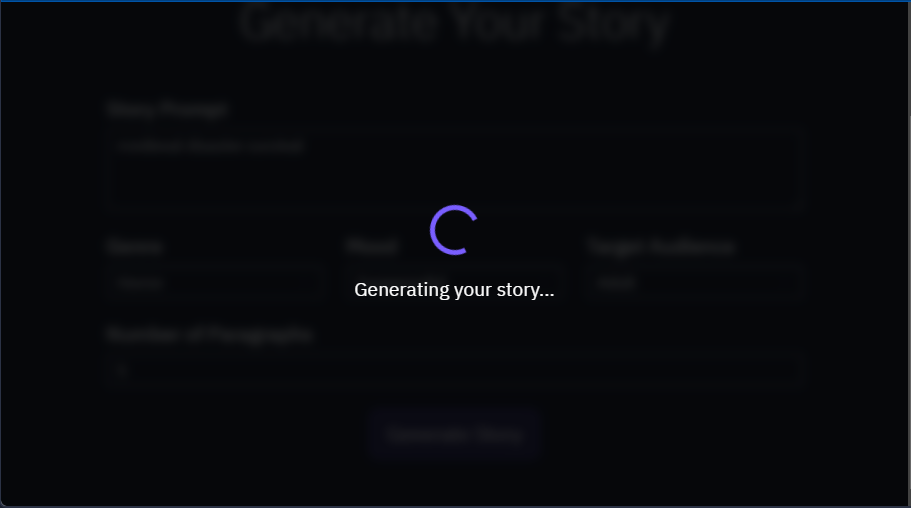 Generate Your Story
Story Prompt
Genre Mood Target Audience
Number of Paragraphs
Generating your story...
Generate Story